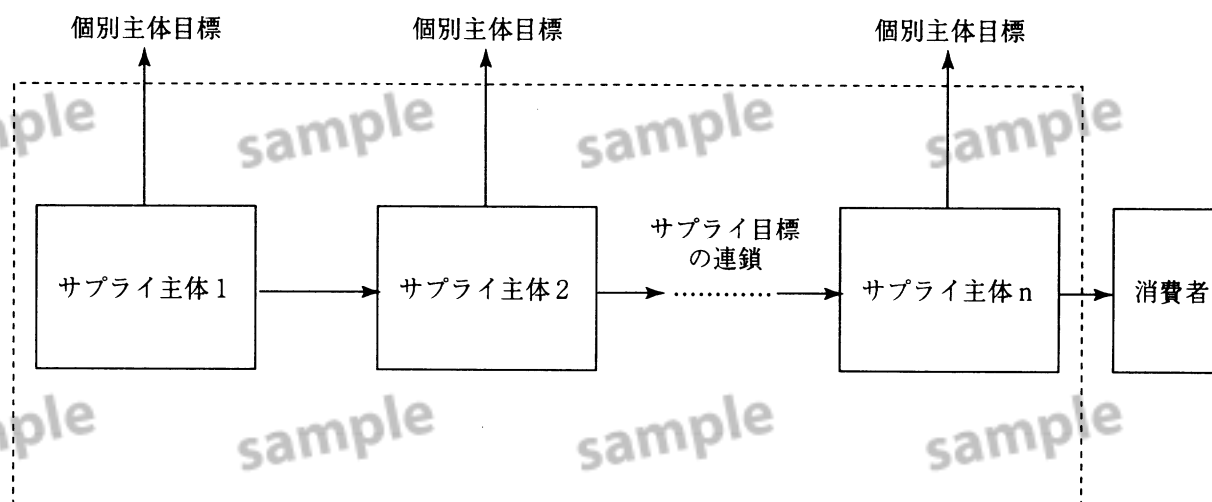 個別主体目標
個別主体目標
個別主体目標
sample
sample
sample
サプライ主体1
サプライ主体2
サプライ目標
の連鎖
…………
サプライ主体n
消費者
sample
sample
sample